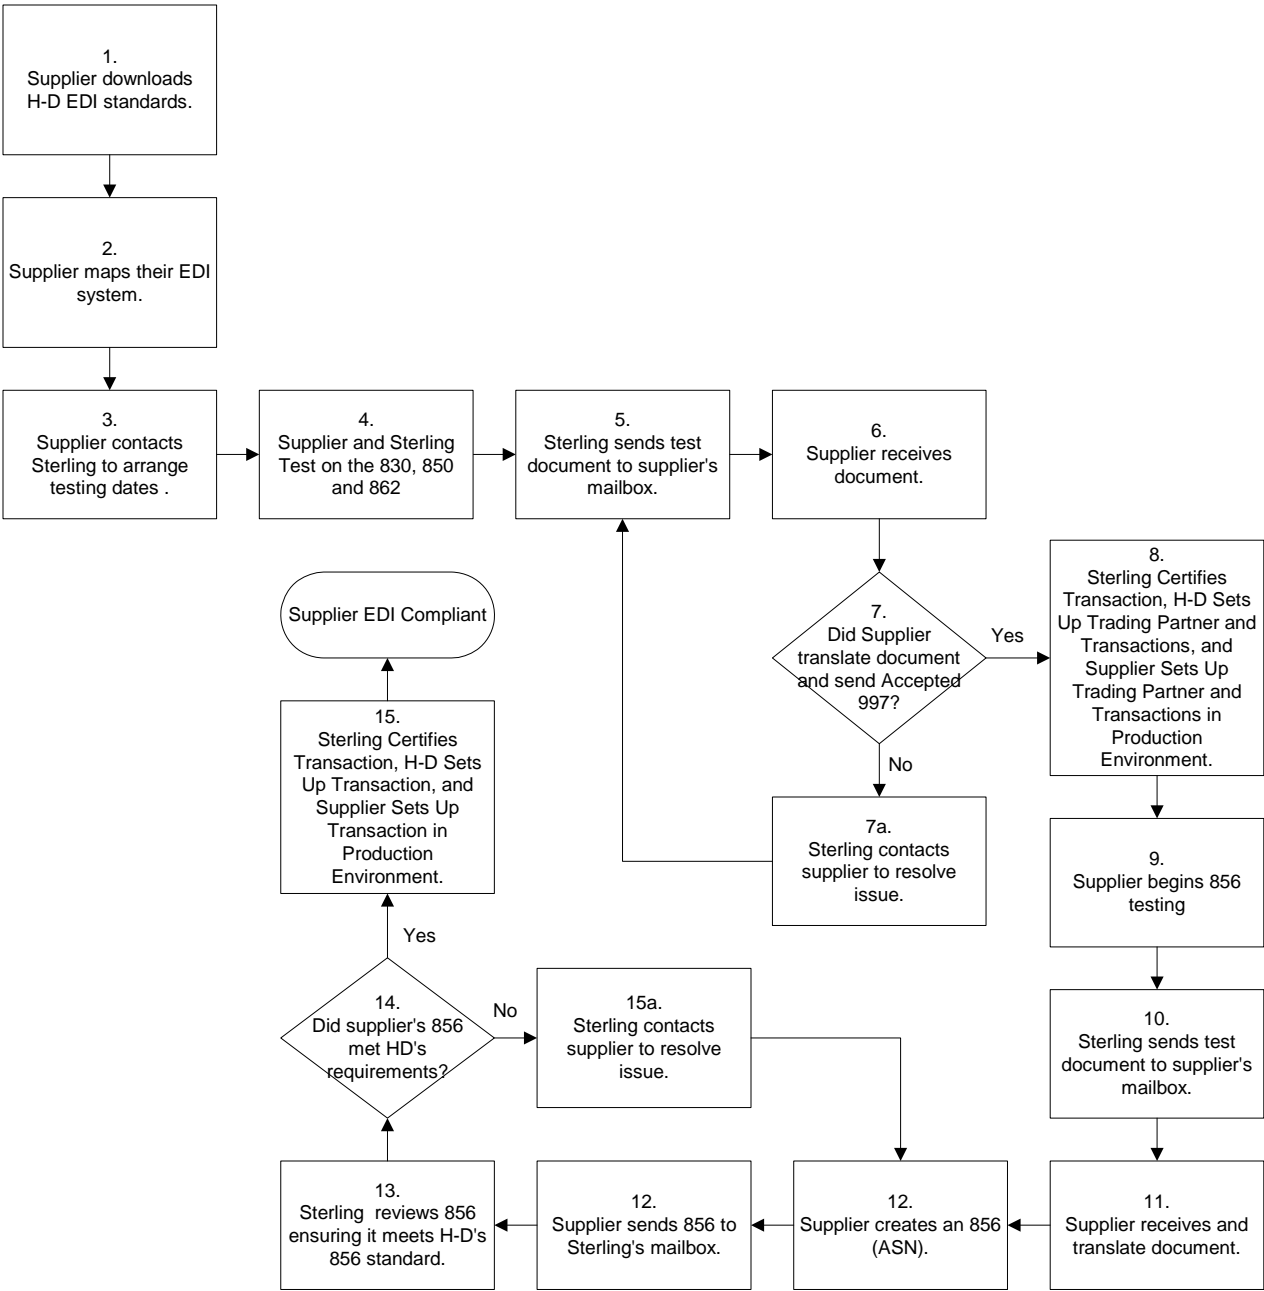 1.
Supplier downloads
H-D EDI standards.
2.
Supplier maps their EDI
system.
3.
Supplier contacts
Sterling to arrange
testing dates .
4.
Supplier and Sterling
Test on the 830, 850
and 862
5.
Sterling sends test
document to supplier's
mailbox.
6.
Supplier receives
document.
7.
Did Supplier
translate document
and send Accepted
997?
Yes
No
7a.
Sterling contacts
supplier to resolve
issue.
8.
Sterling Certifies
Transaction, H-D Sets
Up Trading Partner and
Transactions, and
Supplier Sets Up
Trading Partner and
Transactions in
Production
Environment.
9.
Supplier begins 856
testing
10.
Sterling sends test
document to supplier's
mailbox.
11.
Supplier receives and
translate document.
12.
Supplier creates an 856
(ASN).
12.
Supplier sends 856 to
Sterling's mailbox.
13.
Sterling  reviews 856
ensuring it meets H-D's
856 standard.
14.
Did supplier's 856
met HD's
requirements?
No
15a.
Sterling contacts
supplier to resolve
issue.
Yes
15.
Sterling Certifies
Transaction, H-D Sets
Up Transaction, and
Supplier Sets Up
Transaction in
Production
Environment.
Supplier EDI Compliant